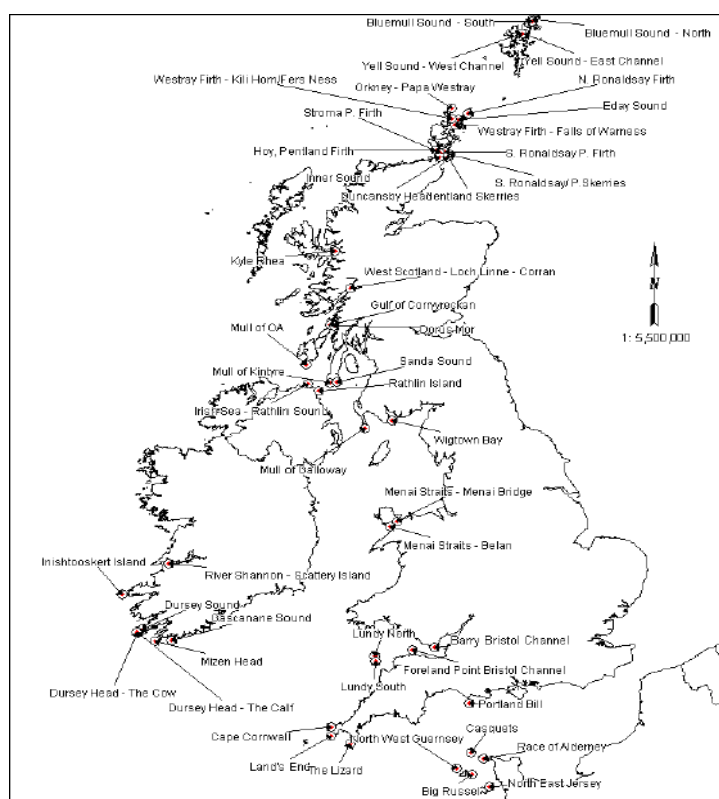 Bluemull Sound - South
Bluemull Sound - North
Yell Sound - West Channel
Yell Sound - East Channel
Westray Firth - Kili Holm/Fers Ness
N. Ronaldsay Firth
Orkney - Papa Westray
Eday Sound
Stroma P. Firth
Westray Firth - Falls of Warness
Hoy, Pentland Firth
S. Ronaldsay P. Firth
Inner Sound
S. Ronaldsay/ P.Skerries
Duncansby Head
entland Skerries
Kyle Rhea
West Scotland - Loch Linne - Corran
1: 5,500,000
Gulf of Corryvreckan
Mull of OA
Dorus Mor
Mull of Kintyre
Sanda Sound
Rathlin Island
Irish Sea - Rathlin Sound
Wigtown Bay
Mull of Galloway
Menai Straits - Menai Bridge
Menai Straits - Belan
Inishtooskert Island
River Shannon - Scattery Island
Dursey Sound
Gascanane Sound
Mizen Head
Dursey Head - The Cow
Dursey Head - The Calf
Lundy North
Barry Bristol Channel
Foreland Point Bristol Channel
Lundy South
Portland Bill
Cape Cornwall
North West Guernsey
Casquets
Race of Alderney
Land's End
The Lizard
Big Russel
North East Jersey